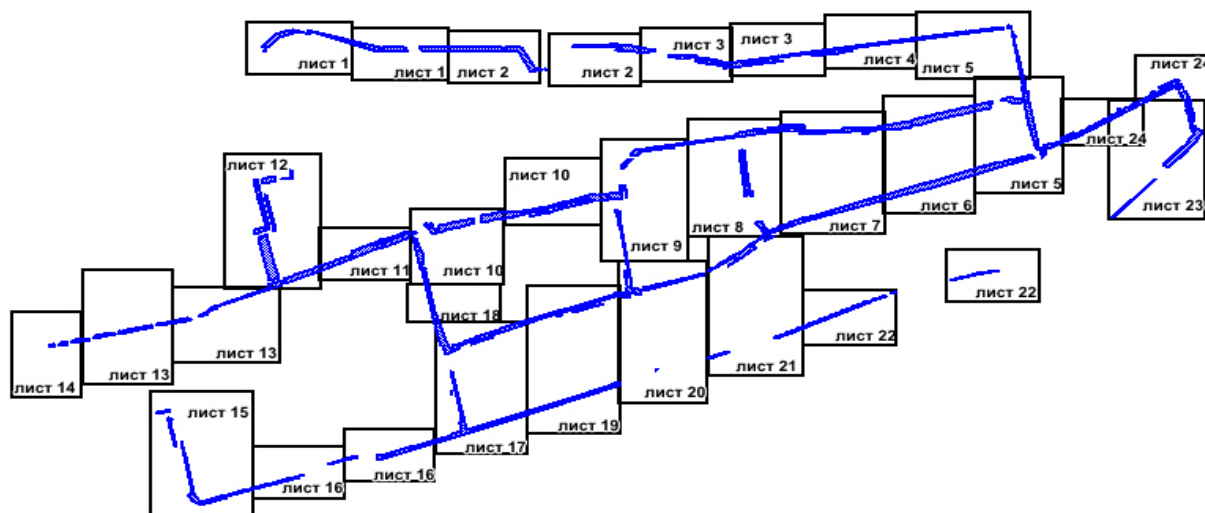 лист 1
лист 1
лист 2
лист 2
лист 3
лист 3
лист 4
лист 5
лист 24
лист 24
лист 23
лист 5
лист 6
лист 7
лист 8
лист 9
лист 10
лист 10
лист 11
лист 12
лист 13
лист 13
лист 14
лист 18
лист 22
лист 22
лист 21
лист 20
лист 19
лист 17
лист 16
лист 16
лист 15